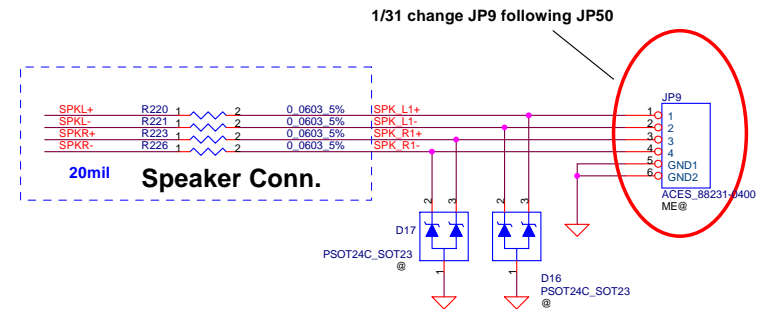 1/31 change JP9 following JP50
JP9
SPKL+ R220 1 2 0_0603_5% SPK_L1+ 1 1
SPKL- R221 1 2 0_0603_5% SPK_L1- 2 2
SPKR+ R223 1 2 0_0603_5% SPK_R1+ 3 3
SPKR- R226 1 2 0_0603_5% SPK_R1- 4 4
5 GND1
6 GND2
20mil Speaker Conn.
ACES_88231-0400
ME@
2 3 2 3
D17
PSOT24C_SOT23
@
1 1
D16
PSOT24C_SOT23
@